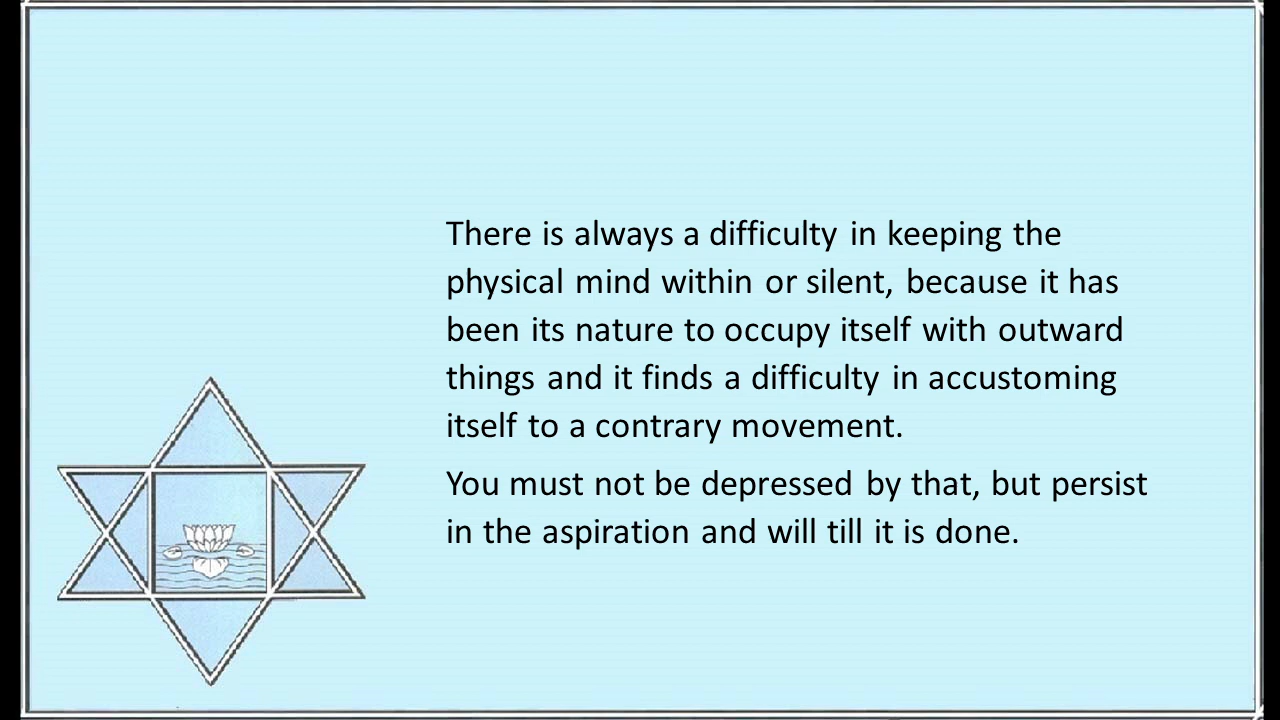 There is always a difficulty in keeping the
physical mind within or silent, because it has
been its nature to occupy itself with outward
things and it finds a difficulty in accustoming
itself to a contrary movement.
You must not be depressed by that, but persist
in the aspiration and will till it is done.